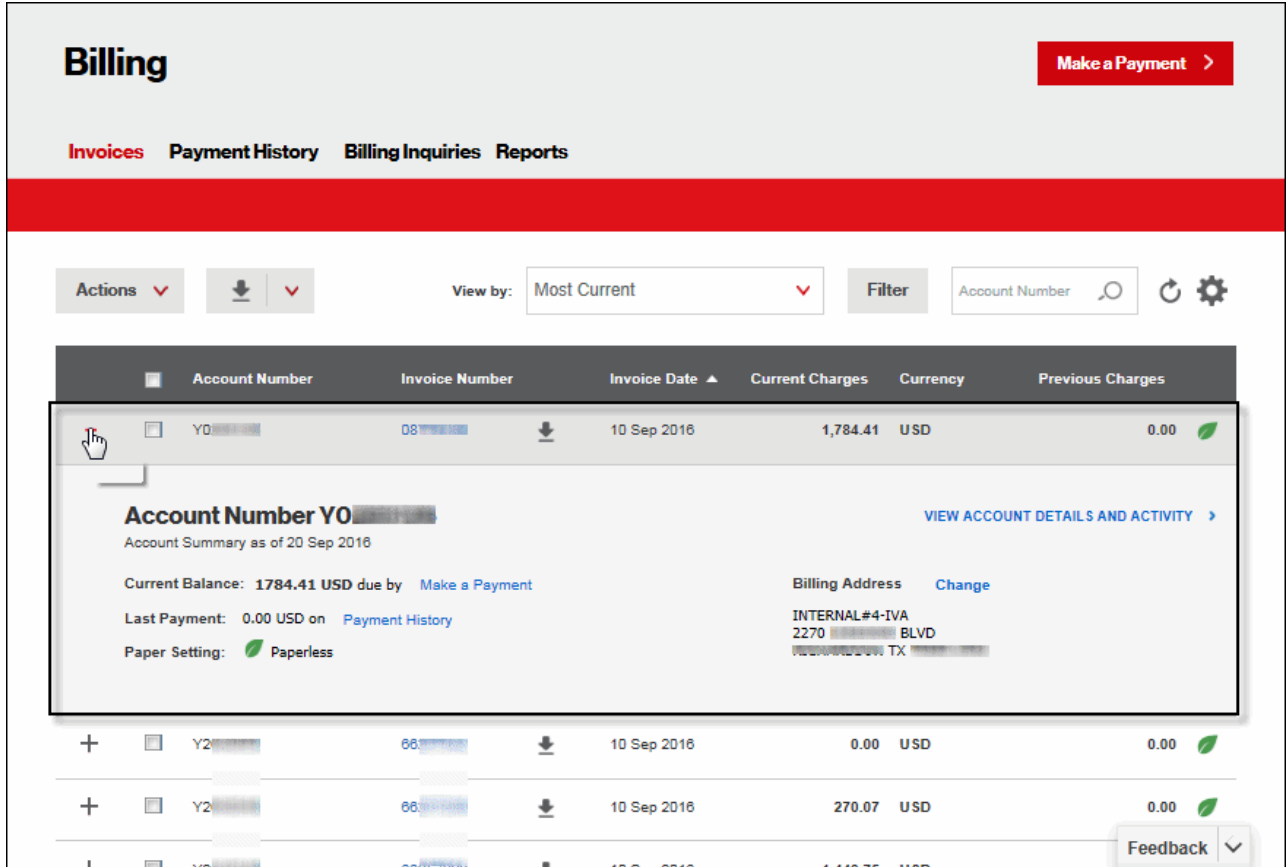 Billing
Make a Payment
Invoices Payment History Billing Inquiries Reports
Actions View by: Most Current Filter Account Number
Account Number Invoice Number Invoice Date Current Charges Currency Previous Charges
Y0 08 10 Sep 2016 1,784.41 USD 0.00
Account Number Y0
VIEW ACCOUNT DETAILS AND ACTIVITY
Account Summary as of 20 Sep 2016
Current Balance: 1784.41 USD due by Make a Payment
Billing Address Change
Last Payment: 0.00 USD on Payment History
INTERNAL#4-IVA
2270 BLVD
Paper Setting: Paperless
TX
Y2 66 10 Sep 2016 0.00 USD 0.00
Y2 66 10 Sep 2016 270.07 USD 0.00
Feedback